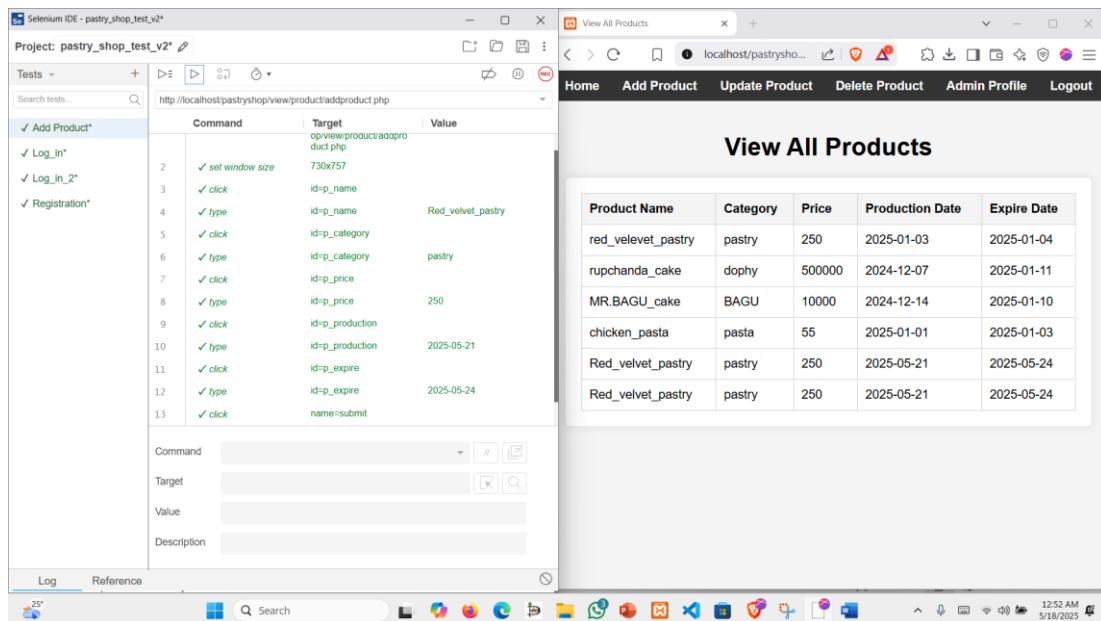 Selenium IDE - pastry_shop_test_v2*
Project: pastry_shop_test_v2*
Tests
Search tests...
✓ Add Product*
✓ Log_in*
✓ Log_in_2*
✓ Registration*
REC
http://localhost/pastryshop/view/product/addproduct.php
Command Target Value
op/view/product/addpro
duct.php
2 ✓ set window size 730x757
3 ✓ click id=p_name
4 ✓ type id=p_name Red_velvet_pastry
5 ✓ click id=p_category
6 ✓ type id=p_category pastry
7 ✓ click id=p_price
8 ✓ type id=p_price 250
9 ✓ click id=p_production
10 ✓ type id=p_production 2025-05-21
11 ✓ click id=p_expire
12 ✓ type id=p_expire 2025-05-24
13 ✓ click name=submit
Command //
Target
Value
Description
Log Reference
View All Products
localhost/pastrysho...
Home Add Product Update Product Delete Product Admin Profile Logout
View All Products
Product Name Category Price Production Date Expire Date
red_velevet_pastry pastry 250 2025-01-03 2025-01-04
rupchanda_cake dophy 500000 2024-12-07 2025-01-11
MR.BAGU_cake BAGU 10000 2024-12-14 2025-01-10
chicken_pasta pasta 55 2025-01-01 2025-01-03
Red_velvet_pastry pastry 250 2025-05-21 2025-05-24
Red_velvet_pastry pastry 250 2025-05-21 2025-05-24
25°
Search
12:52 AM
5/18/2025